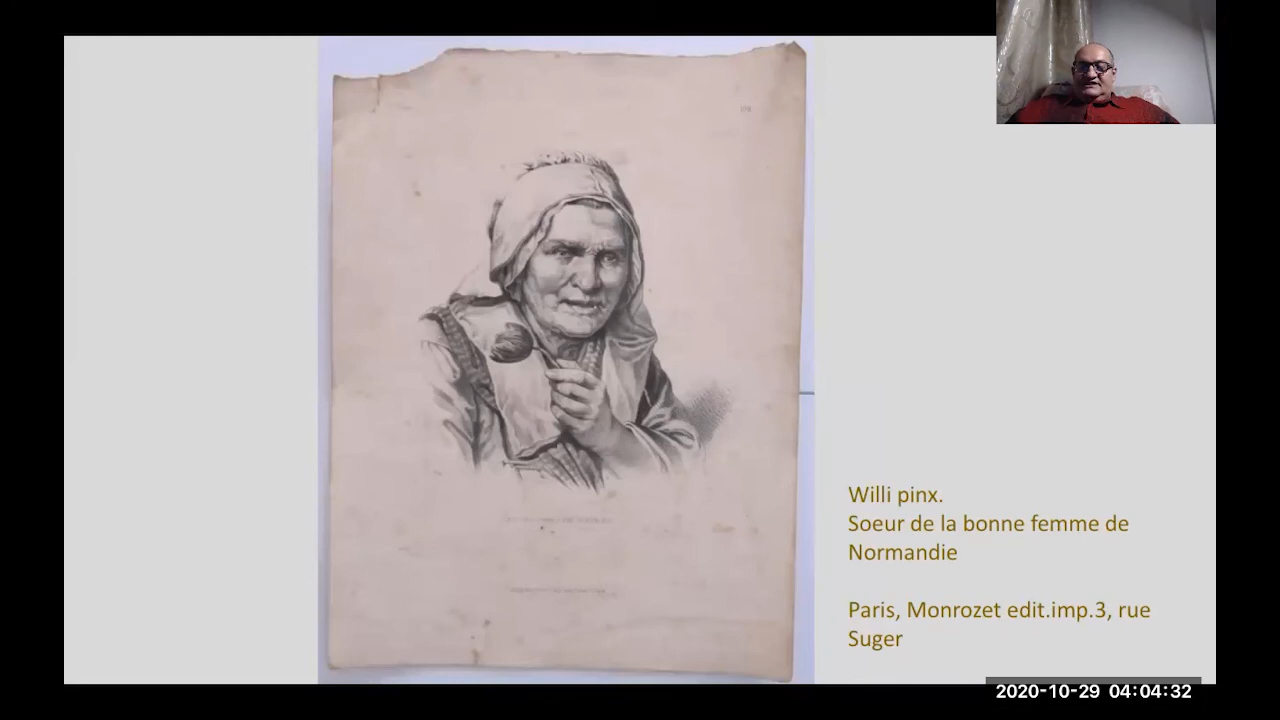 Willi pinx.
Soeur de la bonne femme de
Normandie
Paris, Monrozet edit.imp.3, rue
Suger
2020-10-29 04:04:32